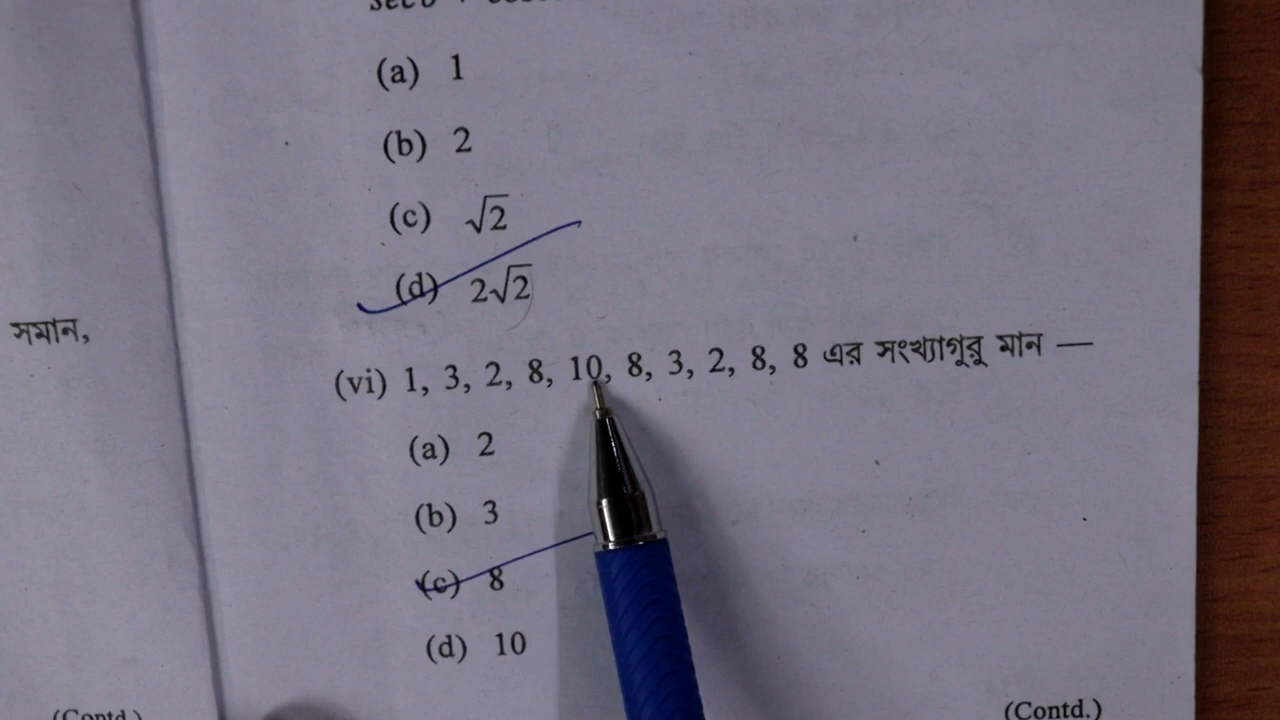 (a) 1
(b) 2
(c) √2
(d) 2√2
সমান,
(vi) 1, 3, 2, 8, 10, 8, 3, 2, 8, 8 এর সংখ্যাগুরু মান —
(a) 2
(b) 3
(c) 8
(d) 10
(Contd.)
(Contd.)